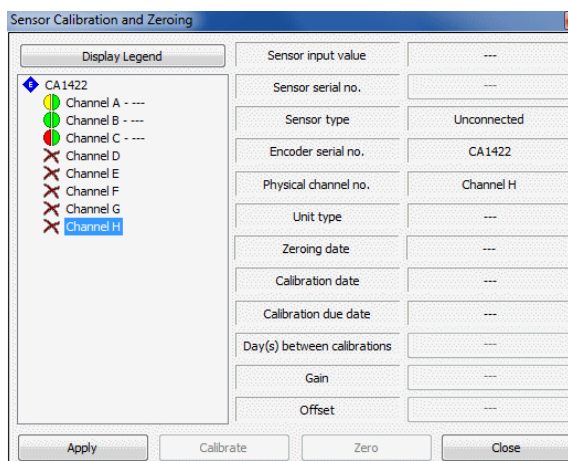 Sensor Calibration and Zeroing
Display Legend
E CA1422
Channel A - ---
Channel B - ---
Channel C - ---
Channel D
Channel E
Channel F
Channel G
Channel H
Sensor input value ---
Sensor serial no. ---
Sensor type Unconnected
Encoder serial no. CA1422
Physical channel no. Channel H
Unit type ---
Zeroing date ---
Calibration date ---
Calibration due date ---
Day(s) between calibrations ---
Gain ---
Offset ---
Apply Calibrate Zero Close